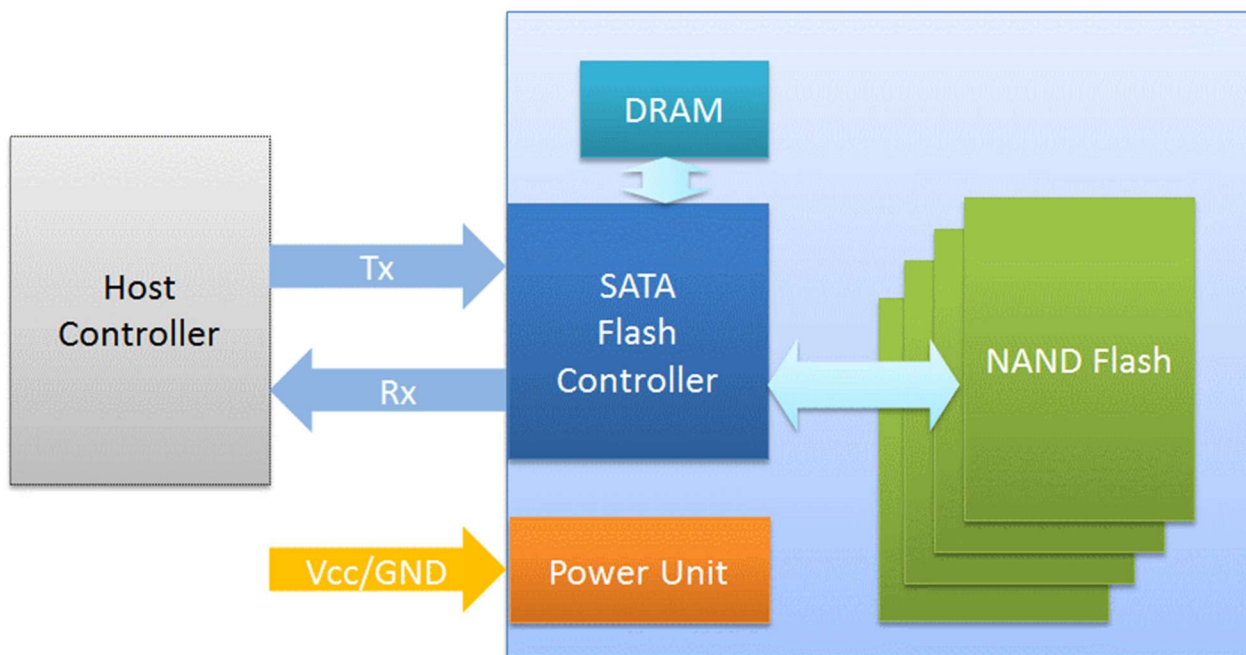 DRAM
Host
Controller
Tx
Rx
SATA
Flash
Controller
NAND Flash
Vcc/GND
Power Unit